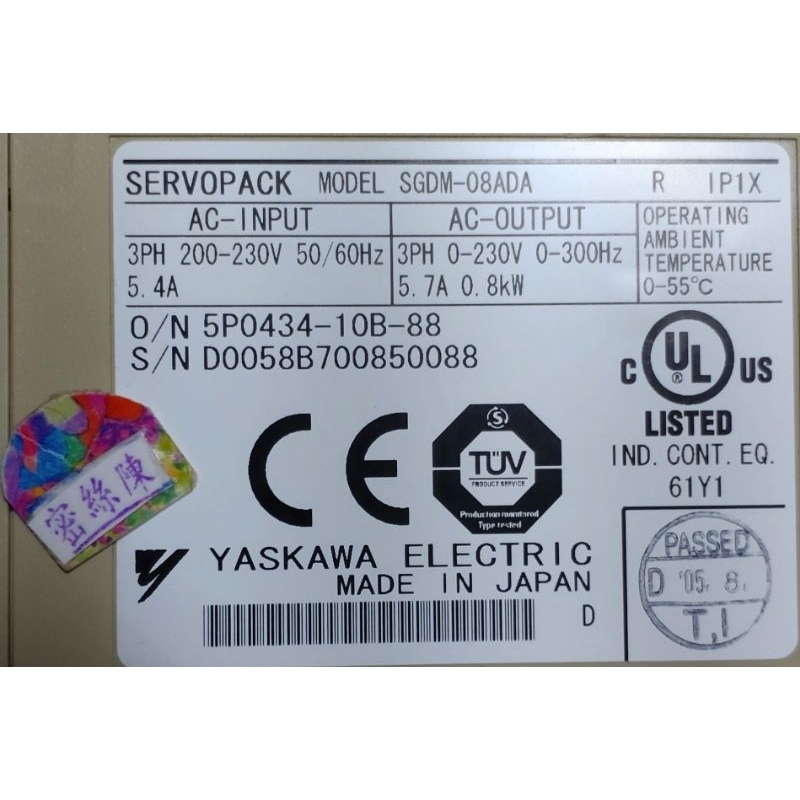 SERVOPACK MODEL SGDM-08ADA R IP1X
AC-INPUT
3PH 200-230V 50/60Hz
5.4A
AC-OUTPUT
3PH 0-230V 0-300Hz
5.7A 0.8kW
OPERATING
AMBIENT
TEMPERATURE
0-55℃
O/N 5P0434-10B-88
S/N D0058B700850088
C UL US
®
LISTED
IND. CONT. EQ.
61Y1
CE
S
TÜV
PRODUCT SERVICE
Production monitored
Type tested
密絲陳
YASKAWA ELECTRIC
MADE IN JAPAN
D
PASSED
D '05. 8.
T,I